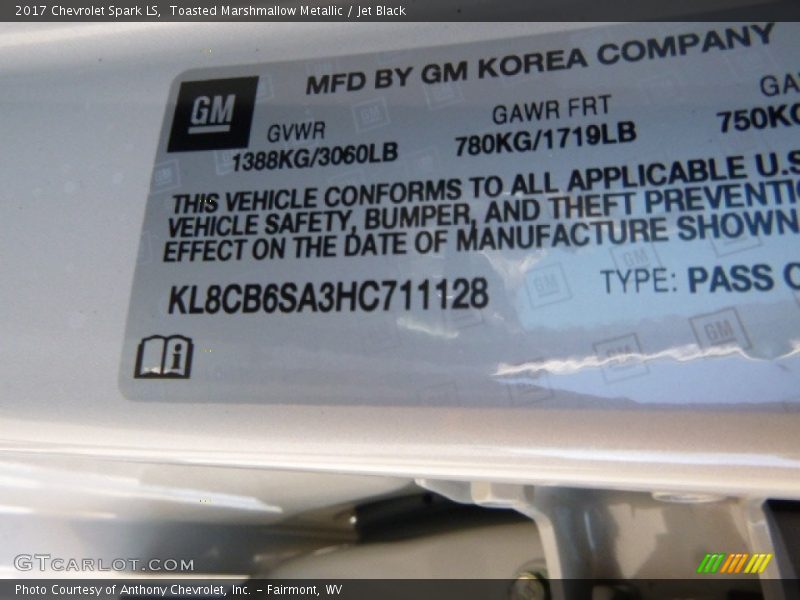 2017 Chevrolet Spark LS, Toasted Marshmallow Metallic / Jet Black
MFD BY GM KOREA COMPANY
GM
GVWR GAWR FRT
1388KG/3060LB 780KG/1719LB 750KG
THIS VEHICLE CONFORMS TO ALL APPLICABLE U.S
VEHICLE SAFETY, BUMPER, AND THEFT PREVENTI
EFFECT ON THE DATE OF MANUFACTURE SHOWN
KL8CB6SA3HC711128 TYPE: PASS C
GTCARLOT.COM
Photo Courtesy of Anthony Chevrolet, Inc. – Fairmont, WV